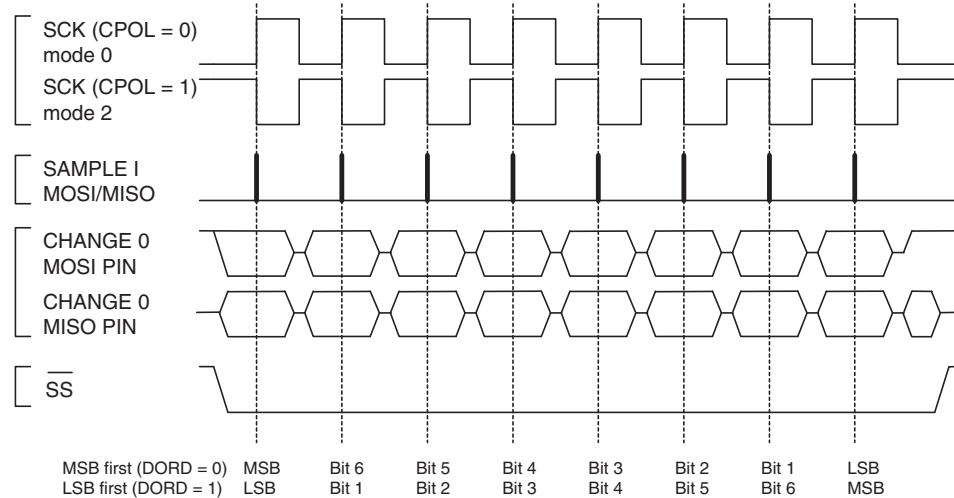 SCK (CPOL = 0)
mode 0
SCK (CPOL = 1)
mode 2
SAMPLE I
MOSI/MISO
CHANGE 0
MOSI PIN
CHANGE 0
MISO PIN
SS
MSB first (DORD = 0) MSB Bit 6 Bit 5 Bit 4 Bit 3 Bit 2 Bit 1 LSB
LSB first (DORD = 1) LSB Bit 1 Bit 2 Bit 3 Bit 4 Bit 5 Bit 6 MSB